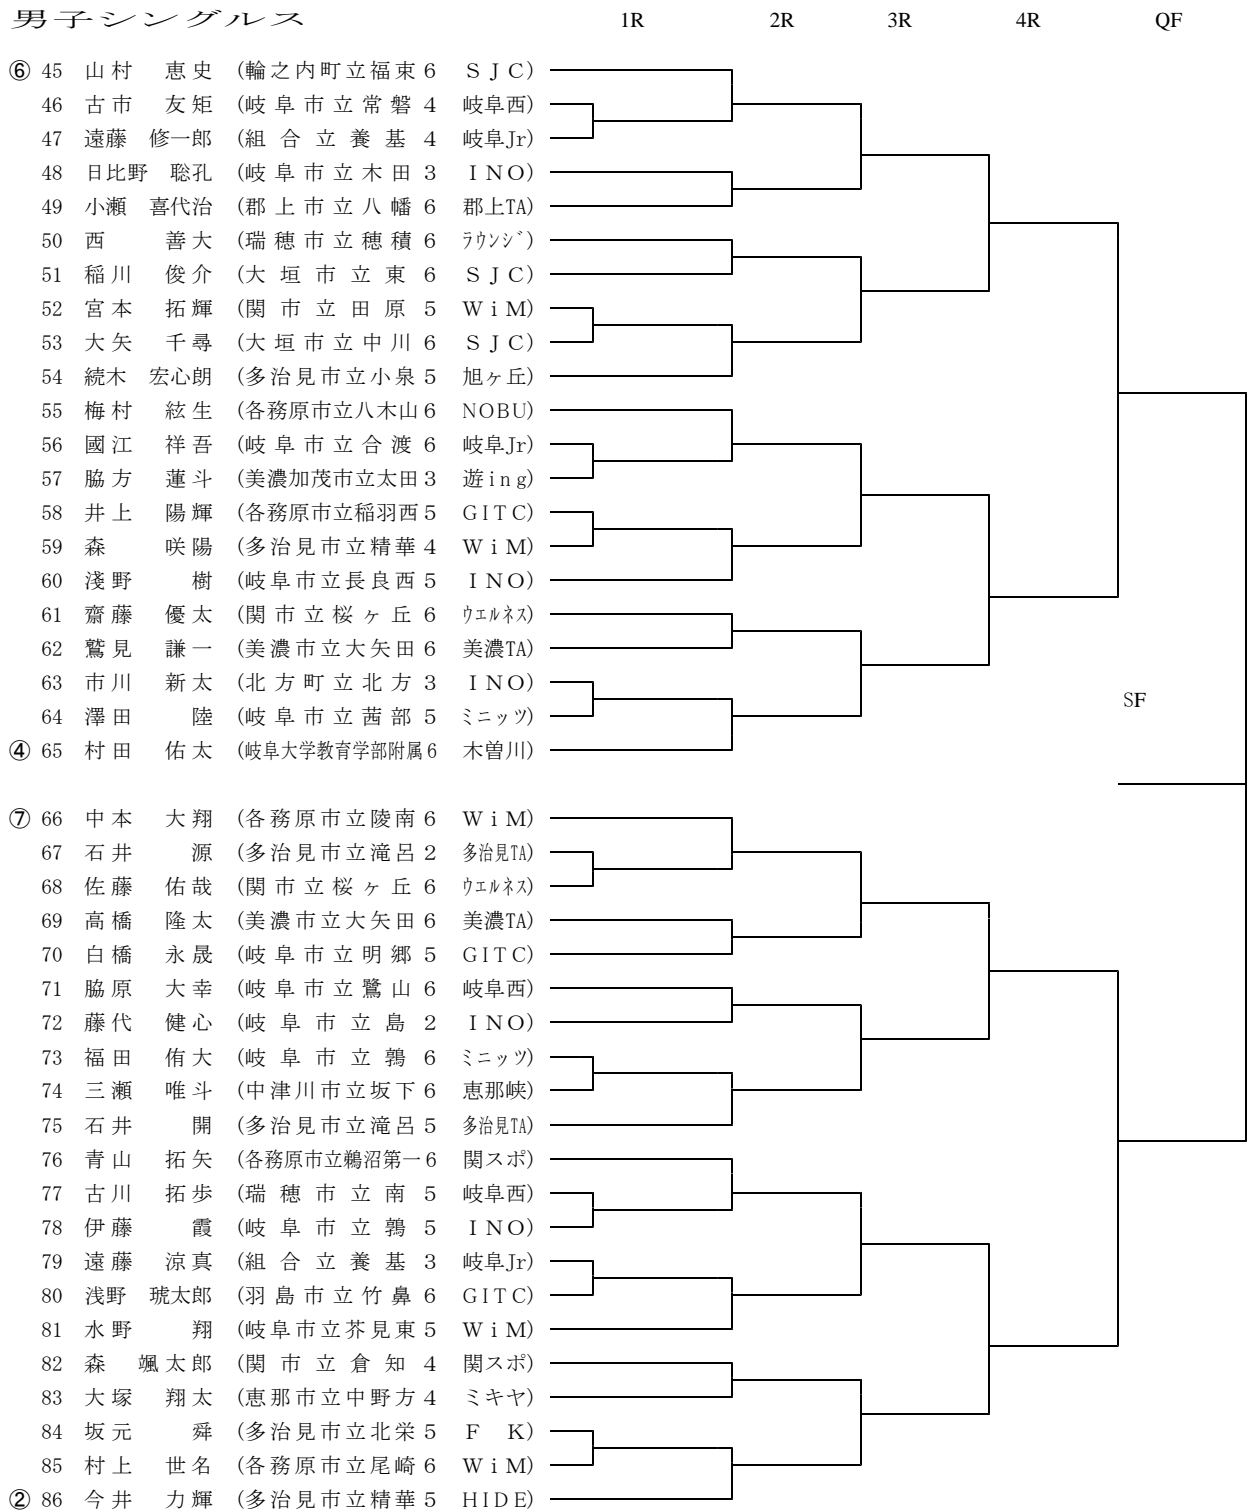 男子シングルス 1R 2R 3R 4R QF
⑥ 45 山村 恵史 (輪之内町立福束 6 ＳＪＣ)
46 古市 友矩 (岐阜市立常磐 4 岐阜西)
47 遠藤 修一郎 (組合立養基 4 岐阜Jr)
48 日比野 聡孔 (岐阜市立木田 3 ＩＮＯ)
49 小瀬 喜代治 (郡上市立八幡 6 郡上TA)
50 西 善大 (瑞穂市立穂積 6 ﾗｳﾝｼﾞ)
51 稲川 俊介 (大垣市立東 6 ＳＪＣ)
52 宮本 拓輝 (関市立田原 5 ＷｉＭ)
53 大矢 千尋 (大垣市立中川 6 ＳＪＣ)
54 続木 宏心朗 (多治見市立小泉 5 旭ヶ丘)
55 梅村 絃生 (各務原市立八木山 6 NOBU)
56 國江 祥吾 (岐阜市立合渡 6 岐阜Jr)
57 脇方 蓮斗 (美濃加茂市立太田 3 遊ing)
58 井上 陽輝 (各務原市立稲羽西 5 GITC)
59 森 咲陽 (多治見市立精華 4 ＷｉＭ)
60 淺野 樹 (岐阜市立長良西 5 ＩＮＯ)
61 齋藤 優太 (関市立桜ヶ丘 6 ｳｴﾙﾈｽ)
62 鷲見 謙一 (美濃市立大矢田 6 美濃TA)
63 市川 新太 (北方町立北方 3 ＩＮＯ)
64 澤田 陸 (岐阜市立茜部 5 ミニッツ)
SF
④ 65 村田 佑太 (岐阜大学教育学部附属 6 木曽川)
⑦ 66 中本 大翔 (各務原市立陵南 6 ＷｉＭ)
67 石井 源 (多治見市立滝呂 2 多治見TA)
68 佐藤 佑哉 (関市立桜ヶ丘 6 ｳｴﾙﾈｽ)
69 高橋 隆太 (美濃市立大矢田 6 美濃TA)
70 白橋 永晟 (岐阜市立明郷 5 GITC)
71 脇原 大幸 (岐阜市立鷺山 6 岐阜西)
72 藤代 健心 (岐阜市立島 2 ＩＮＯ)
73 福田 侑大 (岐阜市立鶉 6 ミニッツ)
74 三瀬 唯斗 (中津川市立坂下 6 恵那峡)
75 石井 開 (多治見市立滝呂 5 多治見TA)
76 青山 拓矢 (各務原市立鵜沼第一 6 関スポ)
77 古川 拓歩 (瑞穂市立南 5 岐阜西)
78 伊藤 霞 (岐阜市立鶉 5 ＩＮＯ)
79 遠藤 涼真 (組合立養基 3 岐阜Jr)
80 浅野 琥太郎 (羽島市立竹鼻 6 GITC)
81 水野 翔 (岐阜市立芥見東 5 ＷｉＭ)
82 森 颯太郎 (関市立倉知 4 関スポ)
83 大塚 翔太 (恵那市立中野方 4 ミキヤ)
84 坂元 舜 (多治見市立北栄 5 Ｆ Ｋ)
85 村上 世名 (各務原市立尾崎 6 ＷｉＭ)
② 86 今井 力輝 (多治見市立精華 5 HIDE)